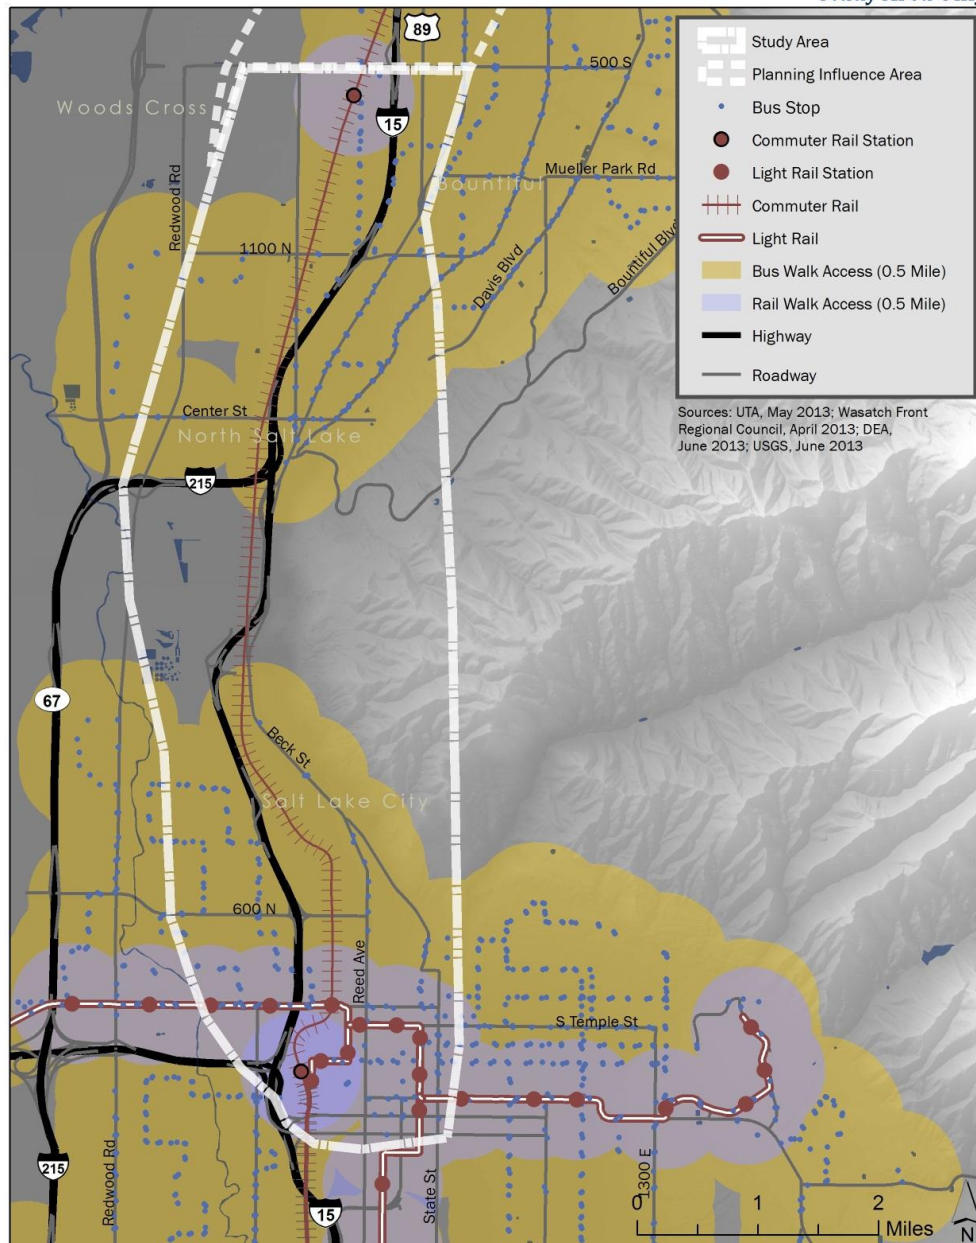 89
500 S
Woods Cross
15
Mueller Park Rd
Bountiful
Redwood Rd
1100 N
Davis Blvd
Bountiful Blvd
Study Area
Planning Influence Area
Bus Stop
Commuter Rail Station
Light Rail Station
Commuter Rail
Light Rail
Bus Walk Access (0.5 Mile)
Rail Walk Access (0.5 Mile)
Highway
Roadway
Sources: UTA, May 2013; Wasatch Front
Regional Council, April 2013; DEA,
June 2013; USGS, June 2013
Center St
North Salt Lake
215
67
Beck St
Salt Lake City
600 N
Reed Ave
S Temple St
215
Redwood Rd
15
State St
1300 E
0 1 2
Miles
N